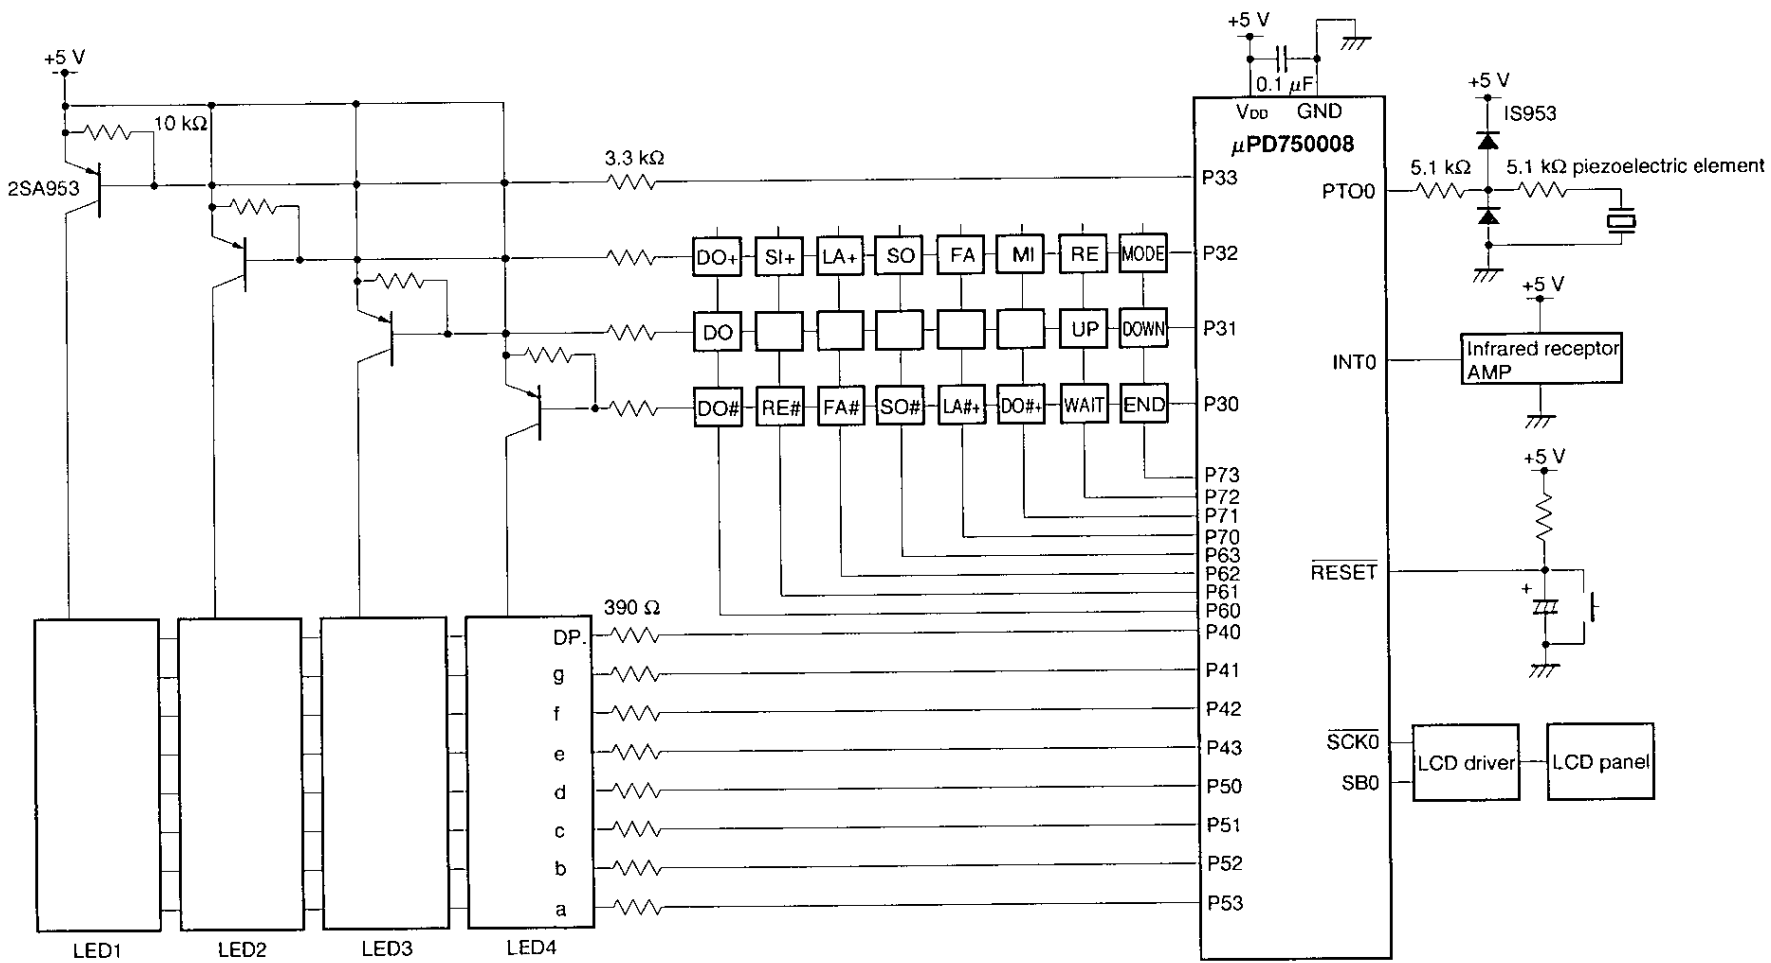 +5 V
+5 V
0.1 µF
VDD GND
µPD750008
+5 V
IS953
10 kΩ
3.3 kΩ
2SA953
P33
PTO0
5.1 kΩ
5.1 kΩ piezoelectric element
DO+ SI+ LA+ SO FA MI RE MODE
P32
+5 V
DO UP DOWN
P31
INT0
Infrared receptor
AMP
DO# RE# FA# SO# LA#+ DO#+ WAIT END
P30
+5 V
P73
P72
P71
P70
P63
P62
P61
P60
RESET
+
390 Ω
DP.
P40
g
P41
f
P42
e
P43
d
P50
c
P51
b
P52
a
P53
SCK0
SB0
LCD driver
LCD panel
LED1
LED2
LED3
LED4